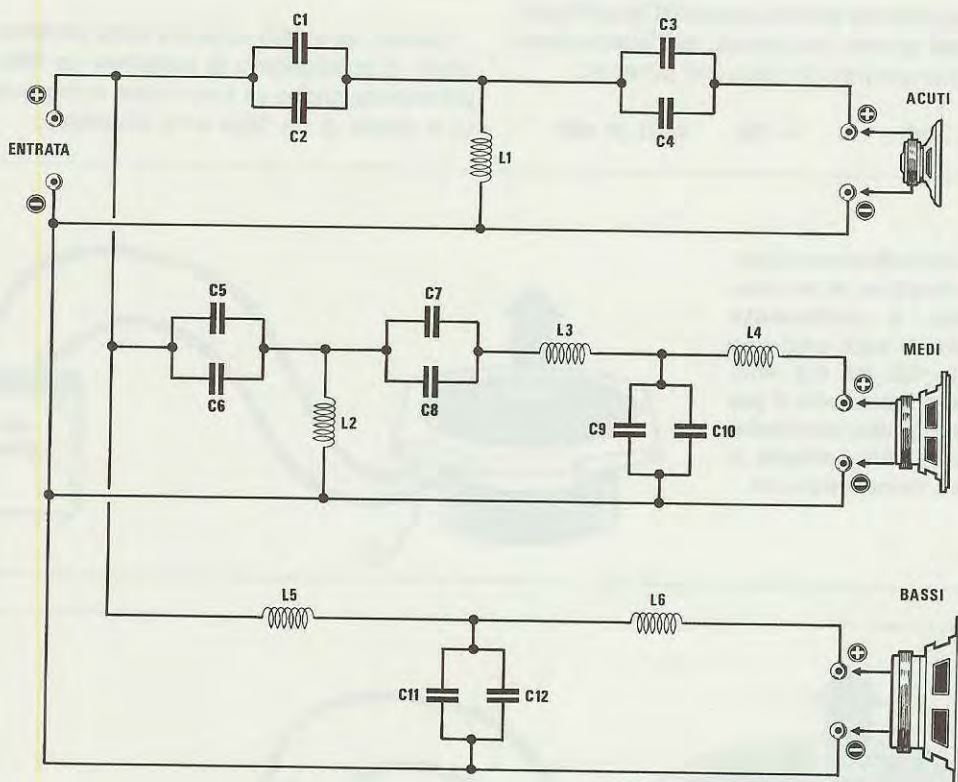 C1
C3
ACUTI
ENTRATA
C2
L1
C4
C5
C7
L3
L4
MEDI
C6
L2
C8
C9
C10
L5
L6
BASSI
C11
C12